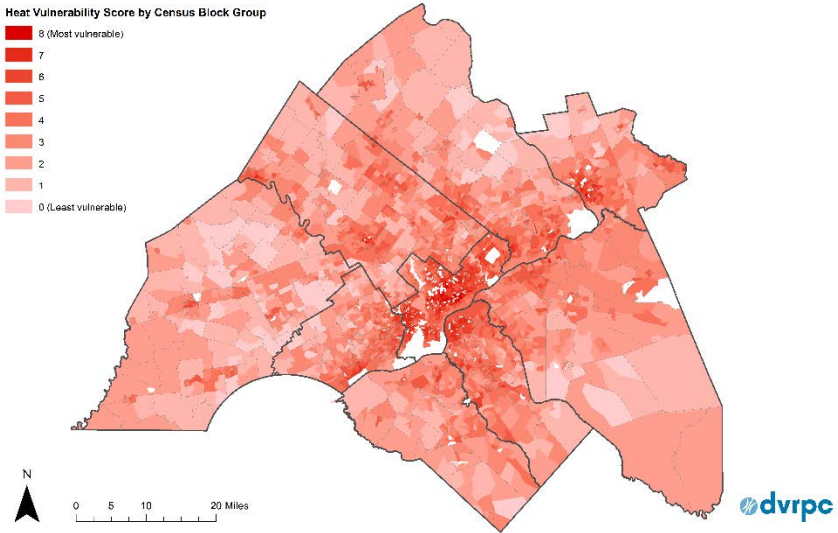 Heat Vulnerability Score by Census Block Group
8 (Most vulnerable)
7
6
5
4
3
2
1
0 (Least vulnerable)
N
0 5 10 20 Miles
dvrpc